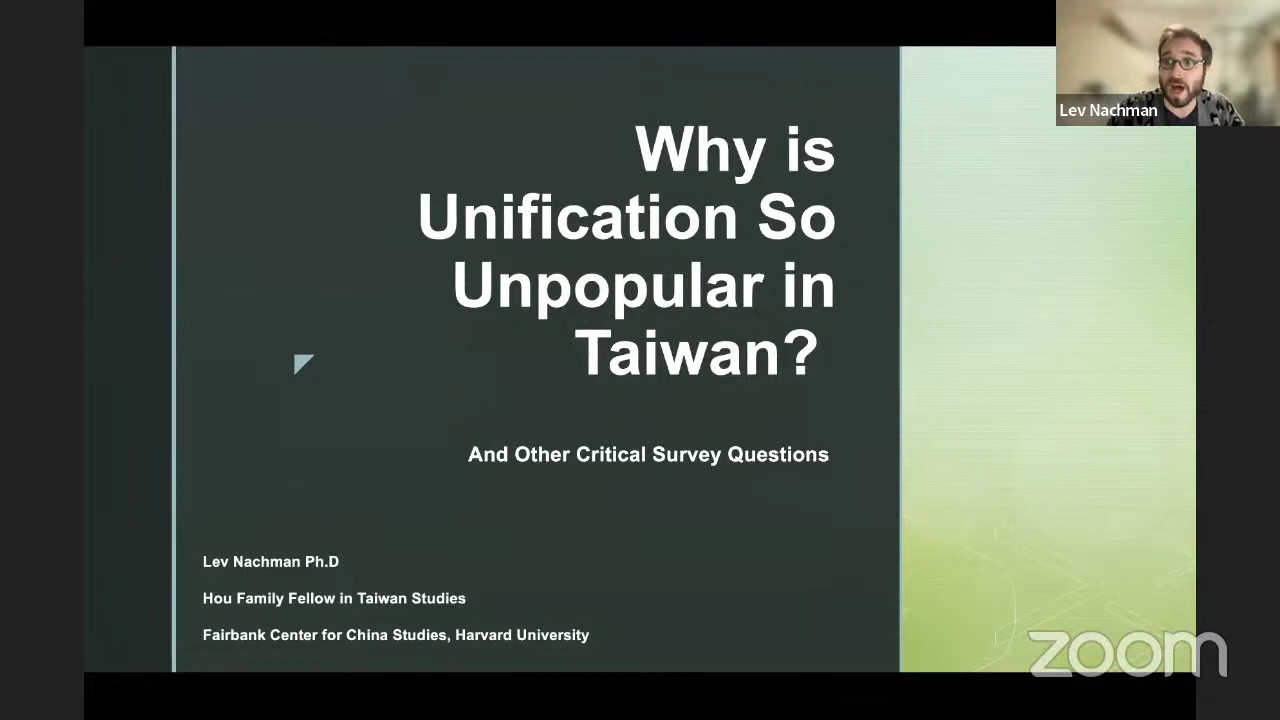 Why is
Unification So
Unpopular in
Taiwan?
And Other Critical Survey Questions
Lev Nachman Ph.D
Hou Family Fellow in Taiwan Studies
Fairbank Center for China Studies, Harvard University
Lev Nachman
zoom